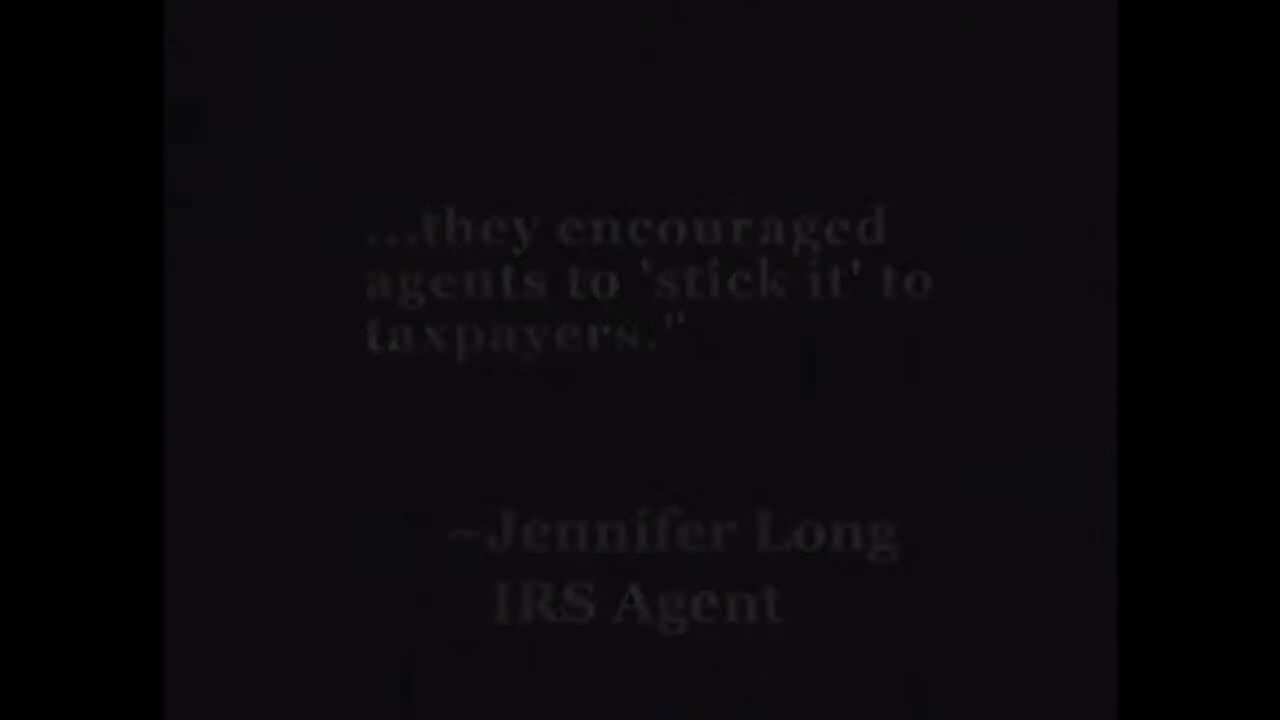 ...they encouraged
agents to 'stick it' to
taxpayers."
~Jennifer Long
IRS Agent